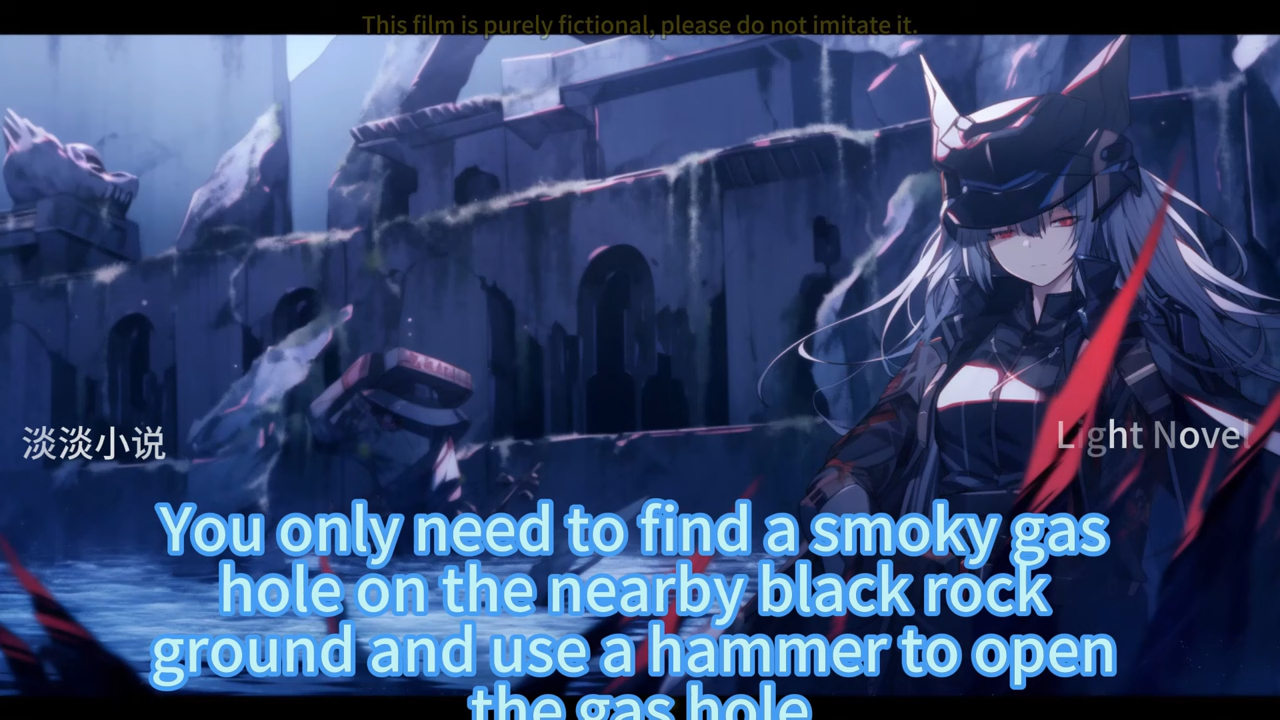 This film is purely fictional, please do not imitate it.
淡淡小说
Light Novel
You only need to find a smoky gas
hole on the nearby black rock
ground and use a hammer to open
the gas hole